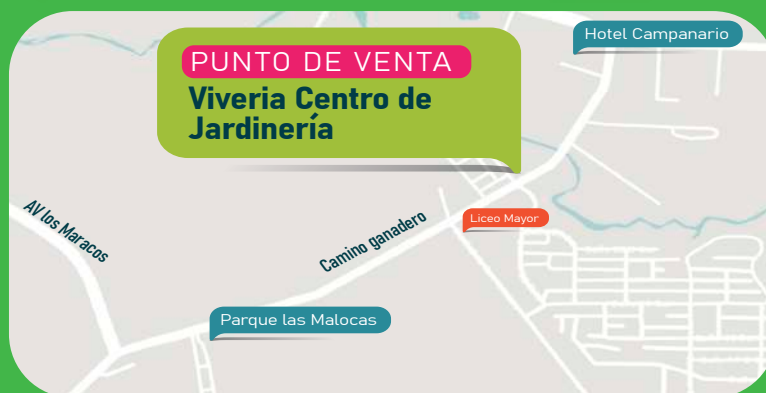 Hotel Campanario
PUNTO DE VENTA
Viveria Centro de
Jardinería
AV los Maracos
Camino ganadero
Liceo Mayor
Parque las Malocas